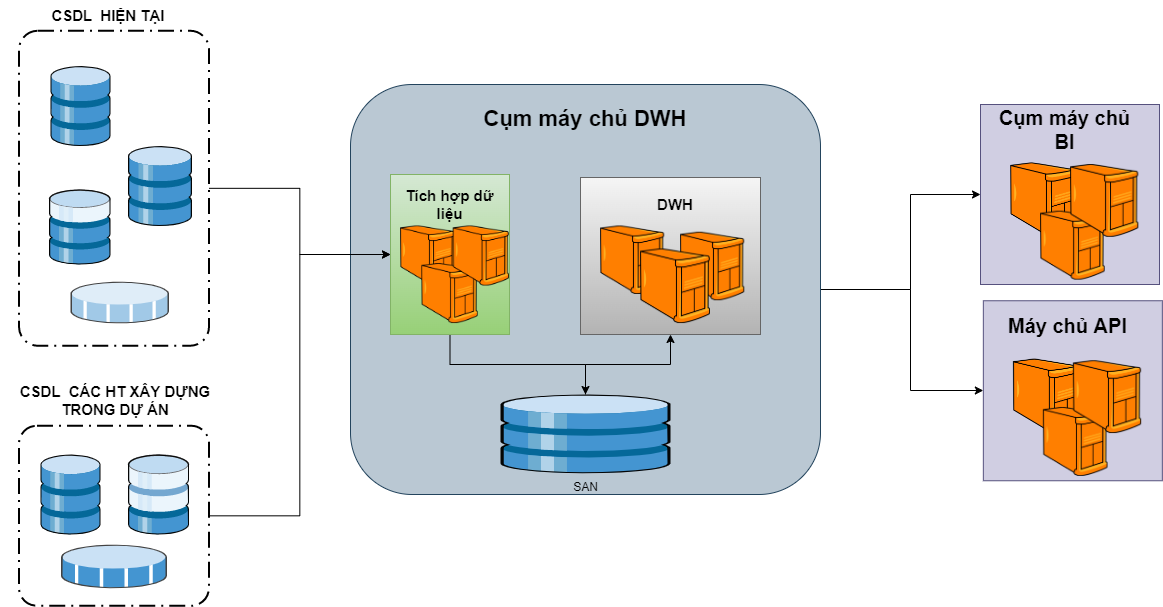 CSDL HIỆN TẠI
CSDL CÁC HT XÂY DỰNG
TRONG DỰ ÁN
Cụm máy chủ DWH
Tích hợp dữ
liệu
DWH
SAN
Cụm máy chủ
BI
Máy chủ API